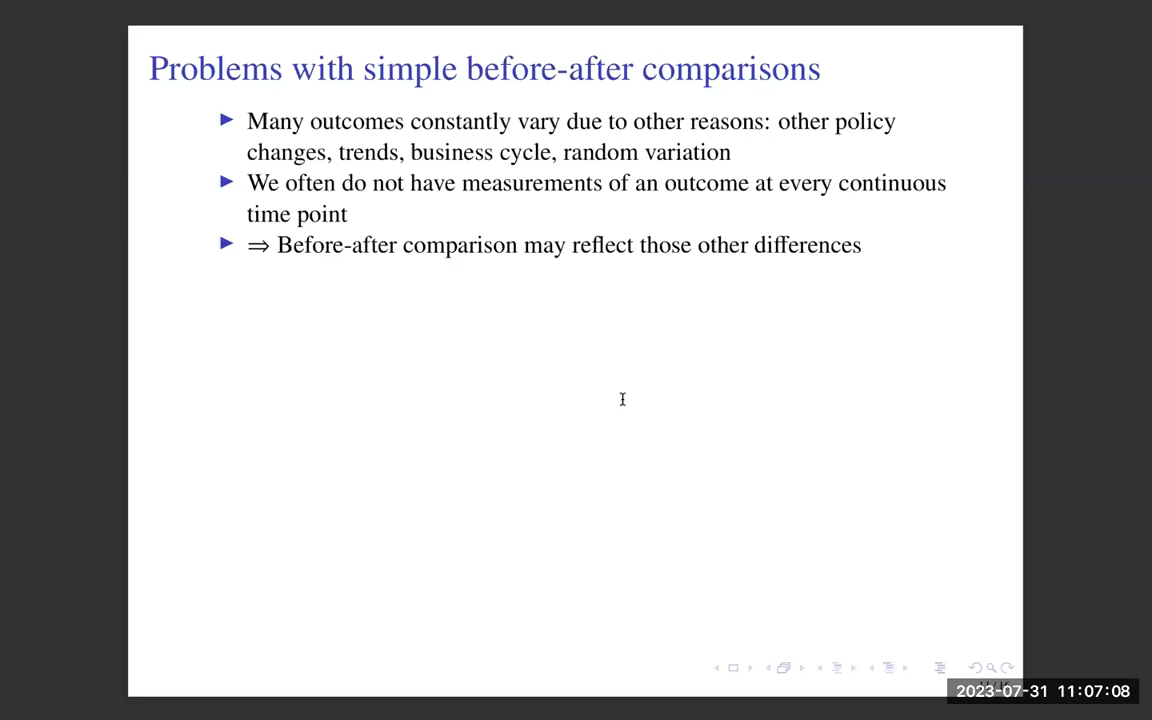 Problems with simple before-after comparisons
▶ Many outcomes constantly vary due to other reasons: other policy
changes, trends, business cycle, random variation
▶ We often do not have measurements of an outcome at every continuous
time point
▶ ⇒ Before-after comparison may reflect those other differences
2023-07-31 11:07:08